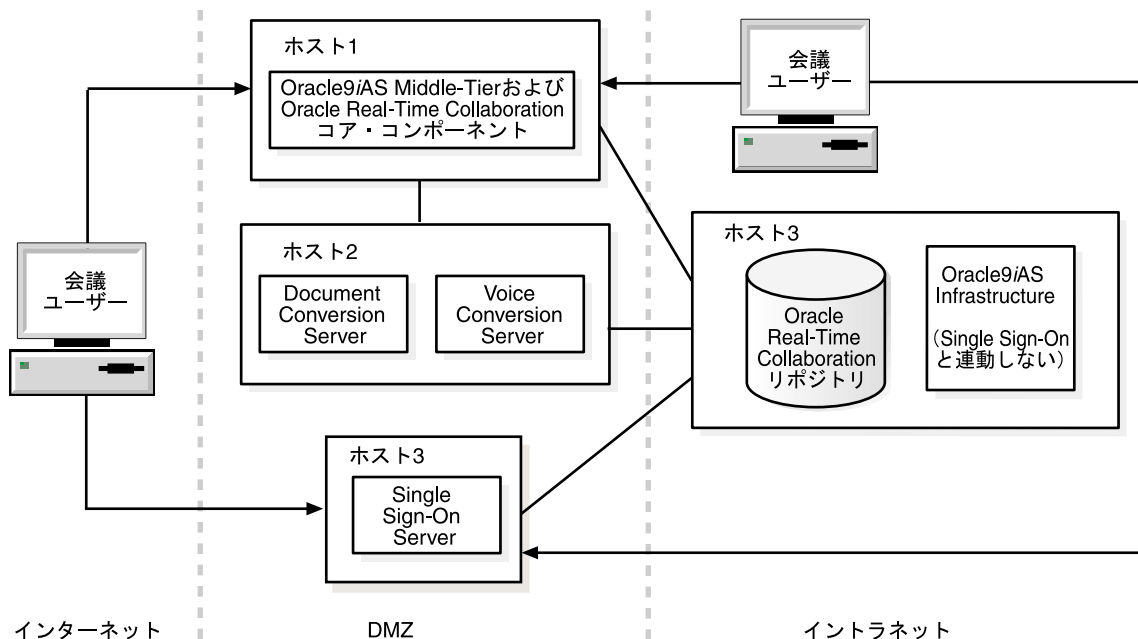 ホスト1
Oracle9iAS Middle-Tierおよび
Oracle Real-Time Collaboration
コア・コンポーネント
会議
ユーザー
会議
ユーザー
ホスト2
Document
Conversion
Server
Voice
Conversion
Server
ホスト3
Oracle
Real-Time
Collaboration
リポジトリ
Oracle9iAS
Infrastructure
(Single Sign-On
と連動しない)
ホスト3
Single
Sign-On
Server
インターネット
DMZ
イントラネット